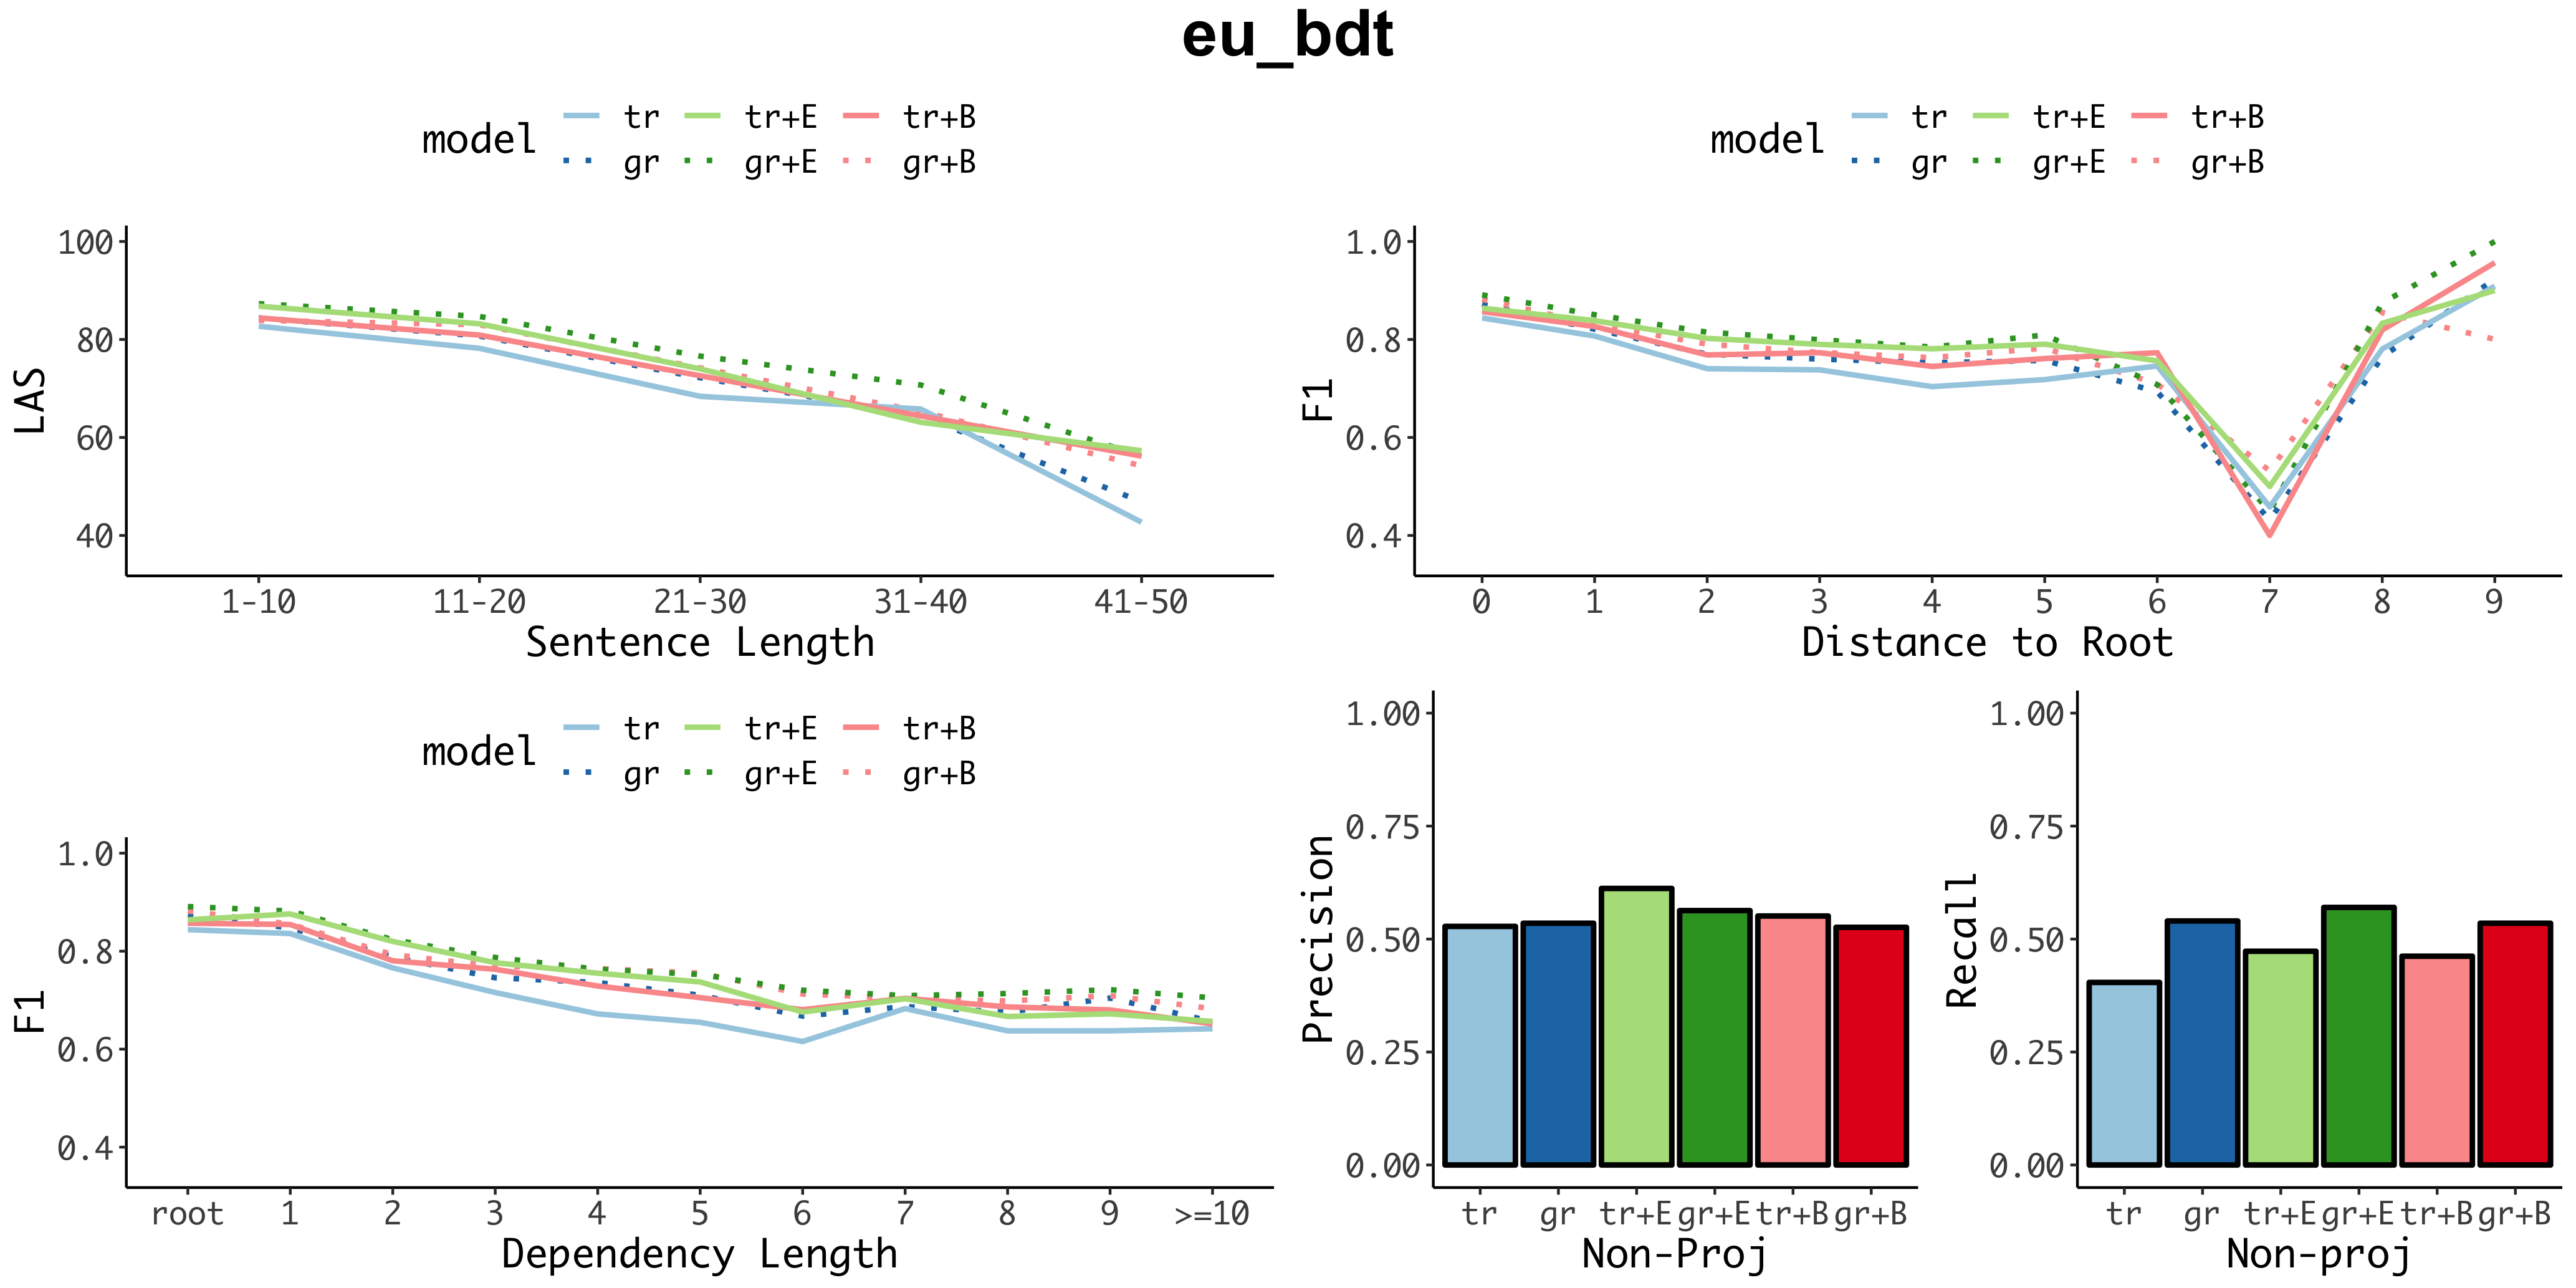 eu_bdt
model tr tr+E tr+B
gr gr+E gr+B
LAS
100
80
60
40
1-10 11-20 21-30 31-40 41-50
Sentence Length
model tr tr+E tr+B
gr gr+E gr+B
F1
1.0
0.8
0.6
0.4
0 1 2 3 4 5 6 7 8 9
Distance to Root
model tr tr+E tr+B
gr gr+E gr+B
F1
1.0
0.8
0.6
0.4
root 1 2 3 4 5 6 7 8 9 >=10
Dependency Length
Precision
1.00
0.75
0.50
0.25
0.00
tr gr tr+E gr+E tr+B gr+B
Non-Proj
Recall
1.00
0.75
0.50
0.25
0.00
tr gr tr+E gr+E tr+B gr+B
Non-proj